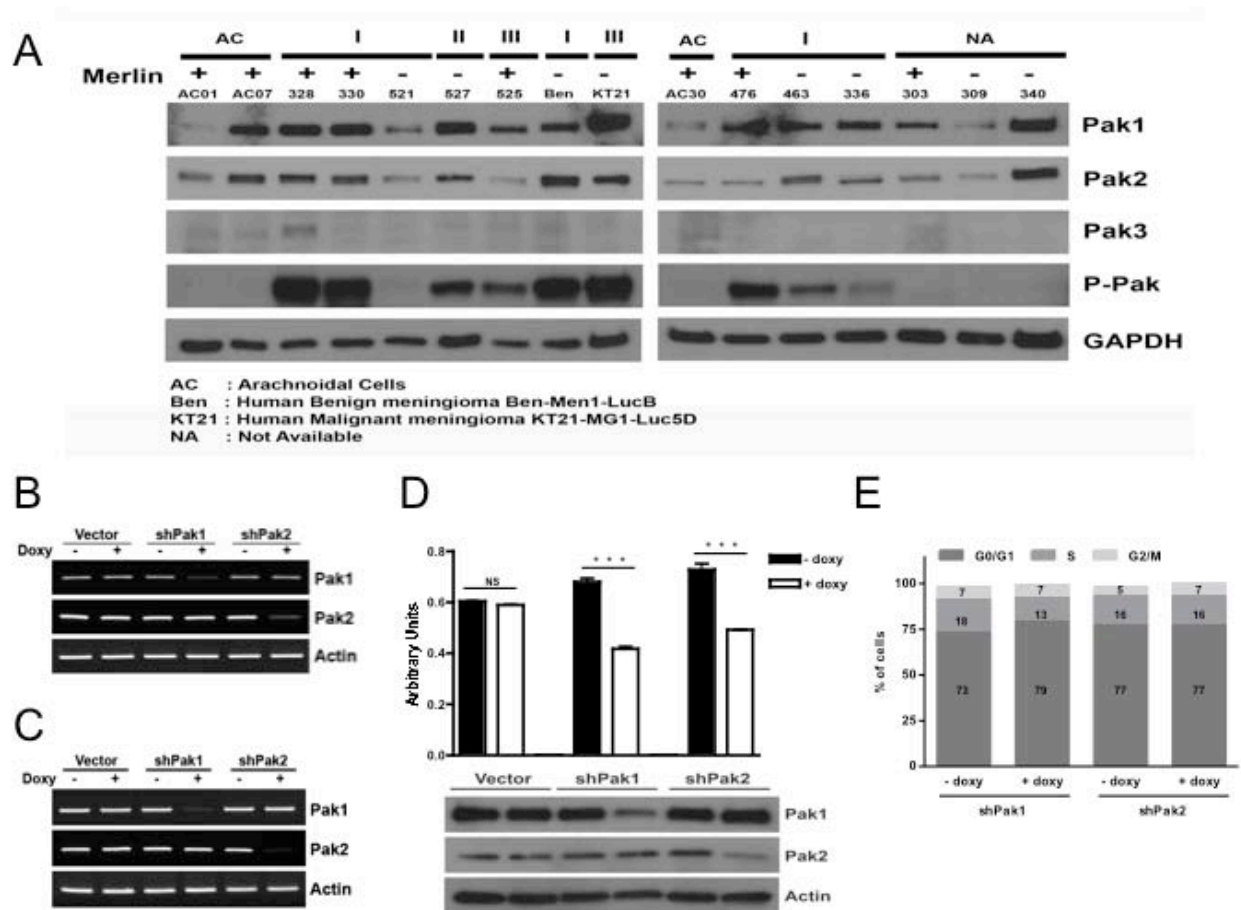 A
AC I II III I III AC I NA
Merlin + + + + - - + - - + + - - + - -
AC01 AC07 328 330 521 527 525 Ben KT21 AC30 476 463 336 303 309 340
Pak1
Pak2
Pak3
P-Pak
GAPDH
AC : Arachnoidal Cells
Ben : Human Benign meningioma Ben-Men1-LucB
KT21 : Human Malignant meningioma KT21-MG1-Luc5D
NA : Not Available
B
Vector shPak1 shPak2
Doxy - + - + - +
Pak1
Pak2
Actin
C
Vector shPak1 shPak2
Doxy - + - + - +
Pak1
Pak2
Actin
D
0.8
0.6
0.4
0.2
0.0
Arbitrary Units
NS
***
***
- doxy
+ doxy
Vector shPak1 shPak2
Pak1
Pak2
Actin
E
G0/G1 S G2/M
100
75
50
25
0
% of cells
7 7 5 7
18 13 16 16
73 79 77 77
- doxy + doxy - doxy + doxy
shPak1 shPak2